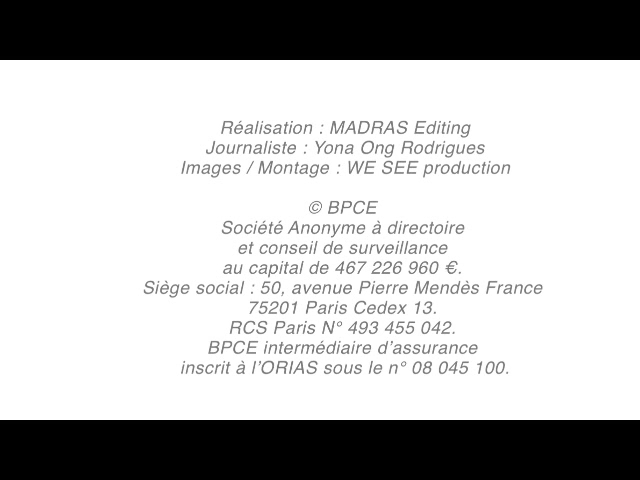 Réalisation : MADRAS Editing
Journaliste : Yona Ong Rodrigues
Images / Montage : WE SEE production
© BPCE
Société Anonyme à directoire
et conseil de surveillance
au capital de 467 226 960 €.
Siège social : 50, avenue Pierre Mendès France
75201 Paris Cedex 13.
RCS Paris N° 493 455 042.
BPCE intermédiaire d’assurance
inscrit à l’ORIAS sous le n° 08 045 100.